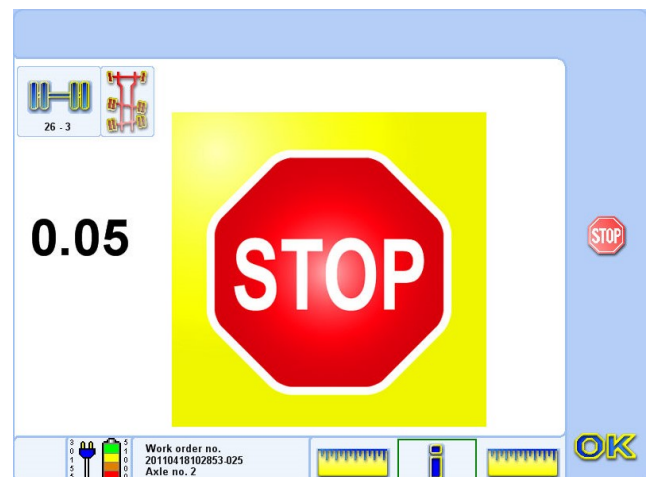 26 - 3
0.05
STOP
STOP
OK
Work order no.
20110418102853-025
Axle no. 2